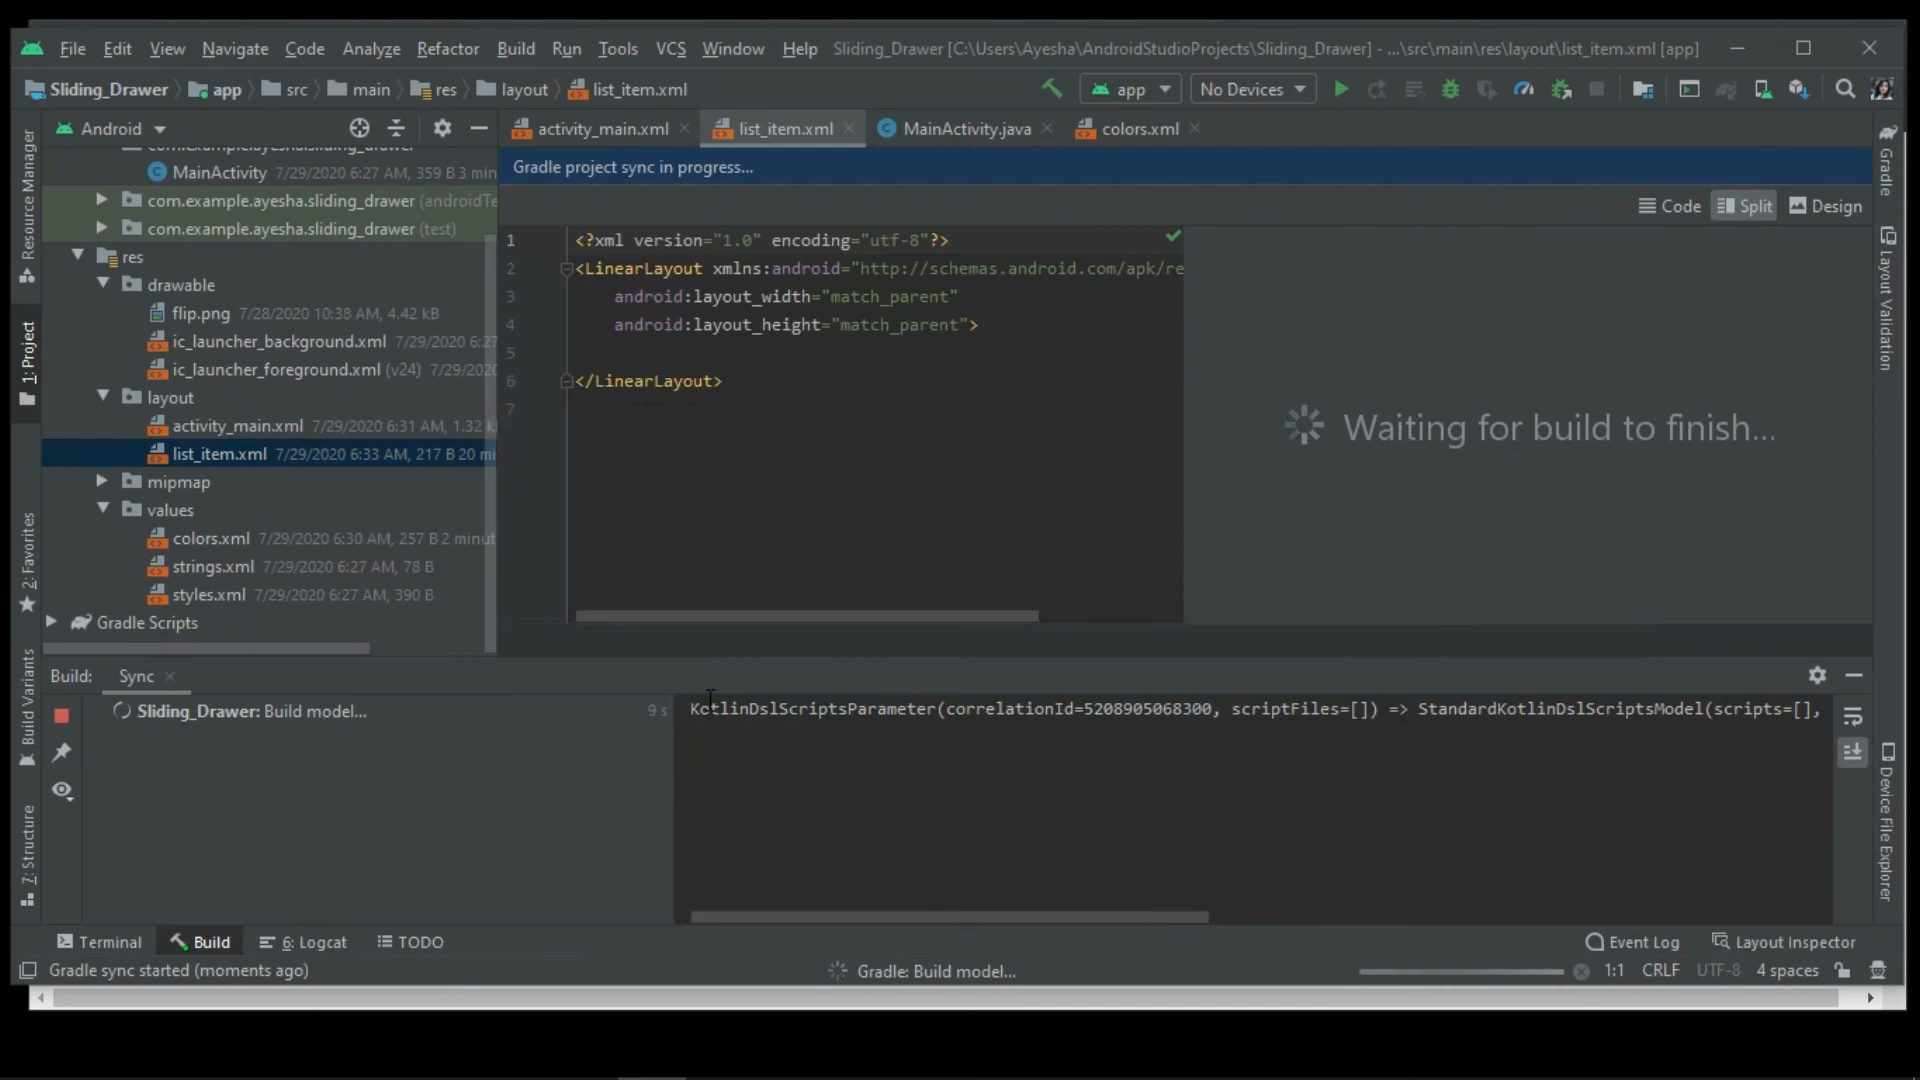 File Edit View Navigate Code Analyze Refactor Build Run Tools VCS Window Help Sliding_Drawer [C:\Users\Ayesha\AndroidStudioProjects\Sliding_Drawer] - ...\src\main\res\layout\list_item.xml [app]
Sliding_Drawer app src main res layout list_item.xml app No Devices
Android
activity_main.xml list_item.xml MainActivity.java colors.xml
Gradle project sync in progress...
Code Split Design
com.example.ayesha.sliding_drawer
MainActivity 7/29/2020 6:27 AM, 359 B 3 min
com.example.ayesha.sliding_drawer (androidTe
com.example.ayesha.sliding_drawer (test)
res
drawable
flip.png 7/28/2020 10:38 AM, 4.42 kB
ic_launcher_background.xml 7/29/2020 6:27
ic_launcher_foreground.xml (v24) 7/29/202
layout
activity_main.xml 7/29/2020 6:31 AM, 1.32 k
list_item.xml 7/29/2020 6:33 AM, 217 B 20 mi
mipmap
values
colors.xml 7/29/2020 6:30 AM, 257 B 2 minut
strings.xml 7/29/2020 6:27 AM, 78 B
styles.xml 7/29/2020 6:27 AM, 390 B
Gradle Scripts
1 <?xml version="1.0" encoding="utf-8"?>
2 <LinearLayout xmlns:android="http://schemas.android.com/apk/re
3 android:layout_width="match_parent"
4 android:layout_height="match_parent">
5
6 </LinearLayout>
7
Waiting for build to finish...
Resource Manager
1: Project
2: Favorites
Build Variants
7: Structure
Gradle
Layout Validation
Device File Explorer
Build: Sync
Sliding_Drawer: Build model... 9 s
KotlinDslScriptsParameter(correlationId=5208905068300, scriptFiles=[]) => StandardKotlinDslScriptsModel(scripts=[],
Terminal Build 6: Logcat TODO Event Log Layout Inspector
Gradle sync started (moments ago) Gradle: Build model... 1:1 CRLF UTF-8 4 spaces